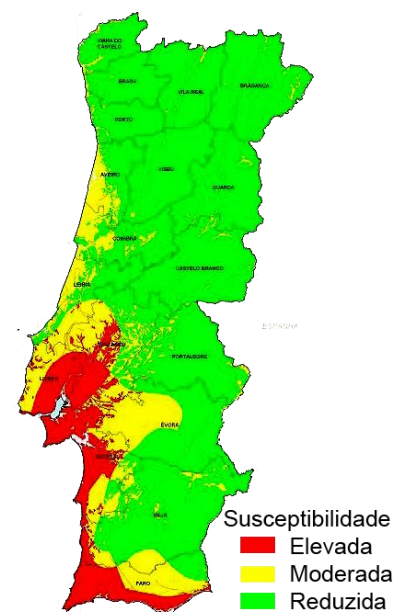 VIANA DO
CASTELO
BRAGA
VILA REAL
BRAGANÇA
PORTO
AVEIRO
VISEU
GUARDA
COIMBRA
CASTELO BRANCO
LEIRIA
ESPANHA
PORTALEGRE
LISBOA
ÉVORA
BEJA
FARO
Susceptibilidade
Elevada
Moderada
Reduzida